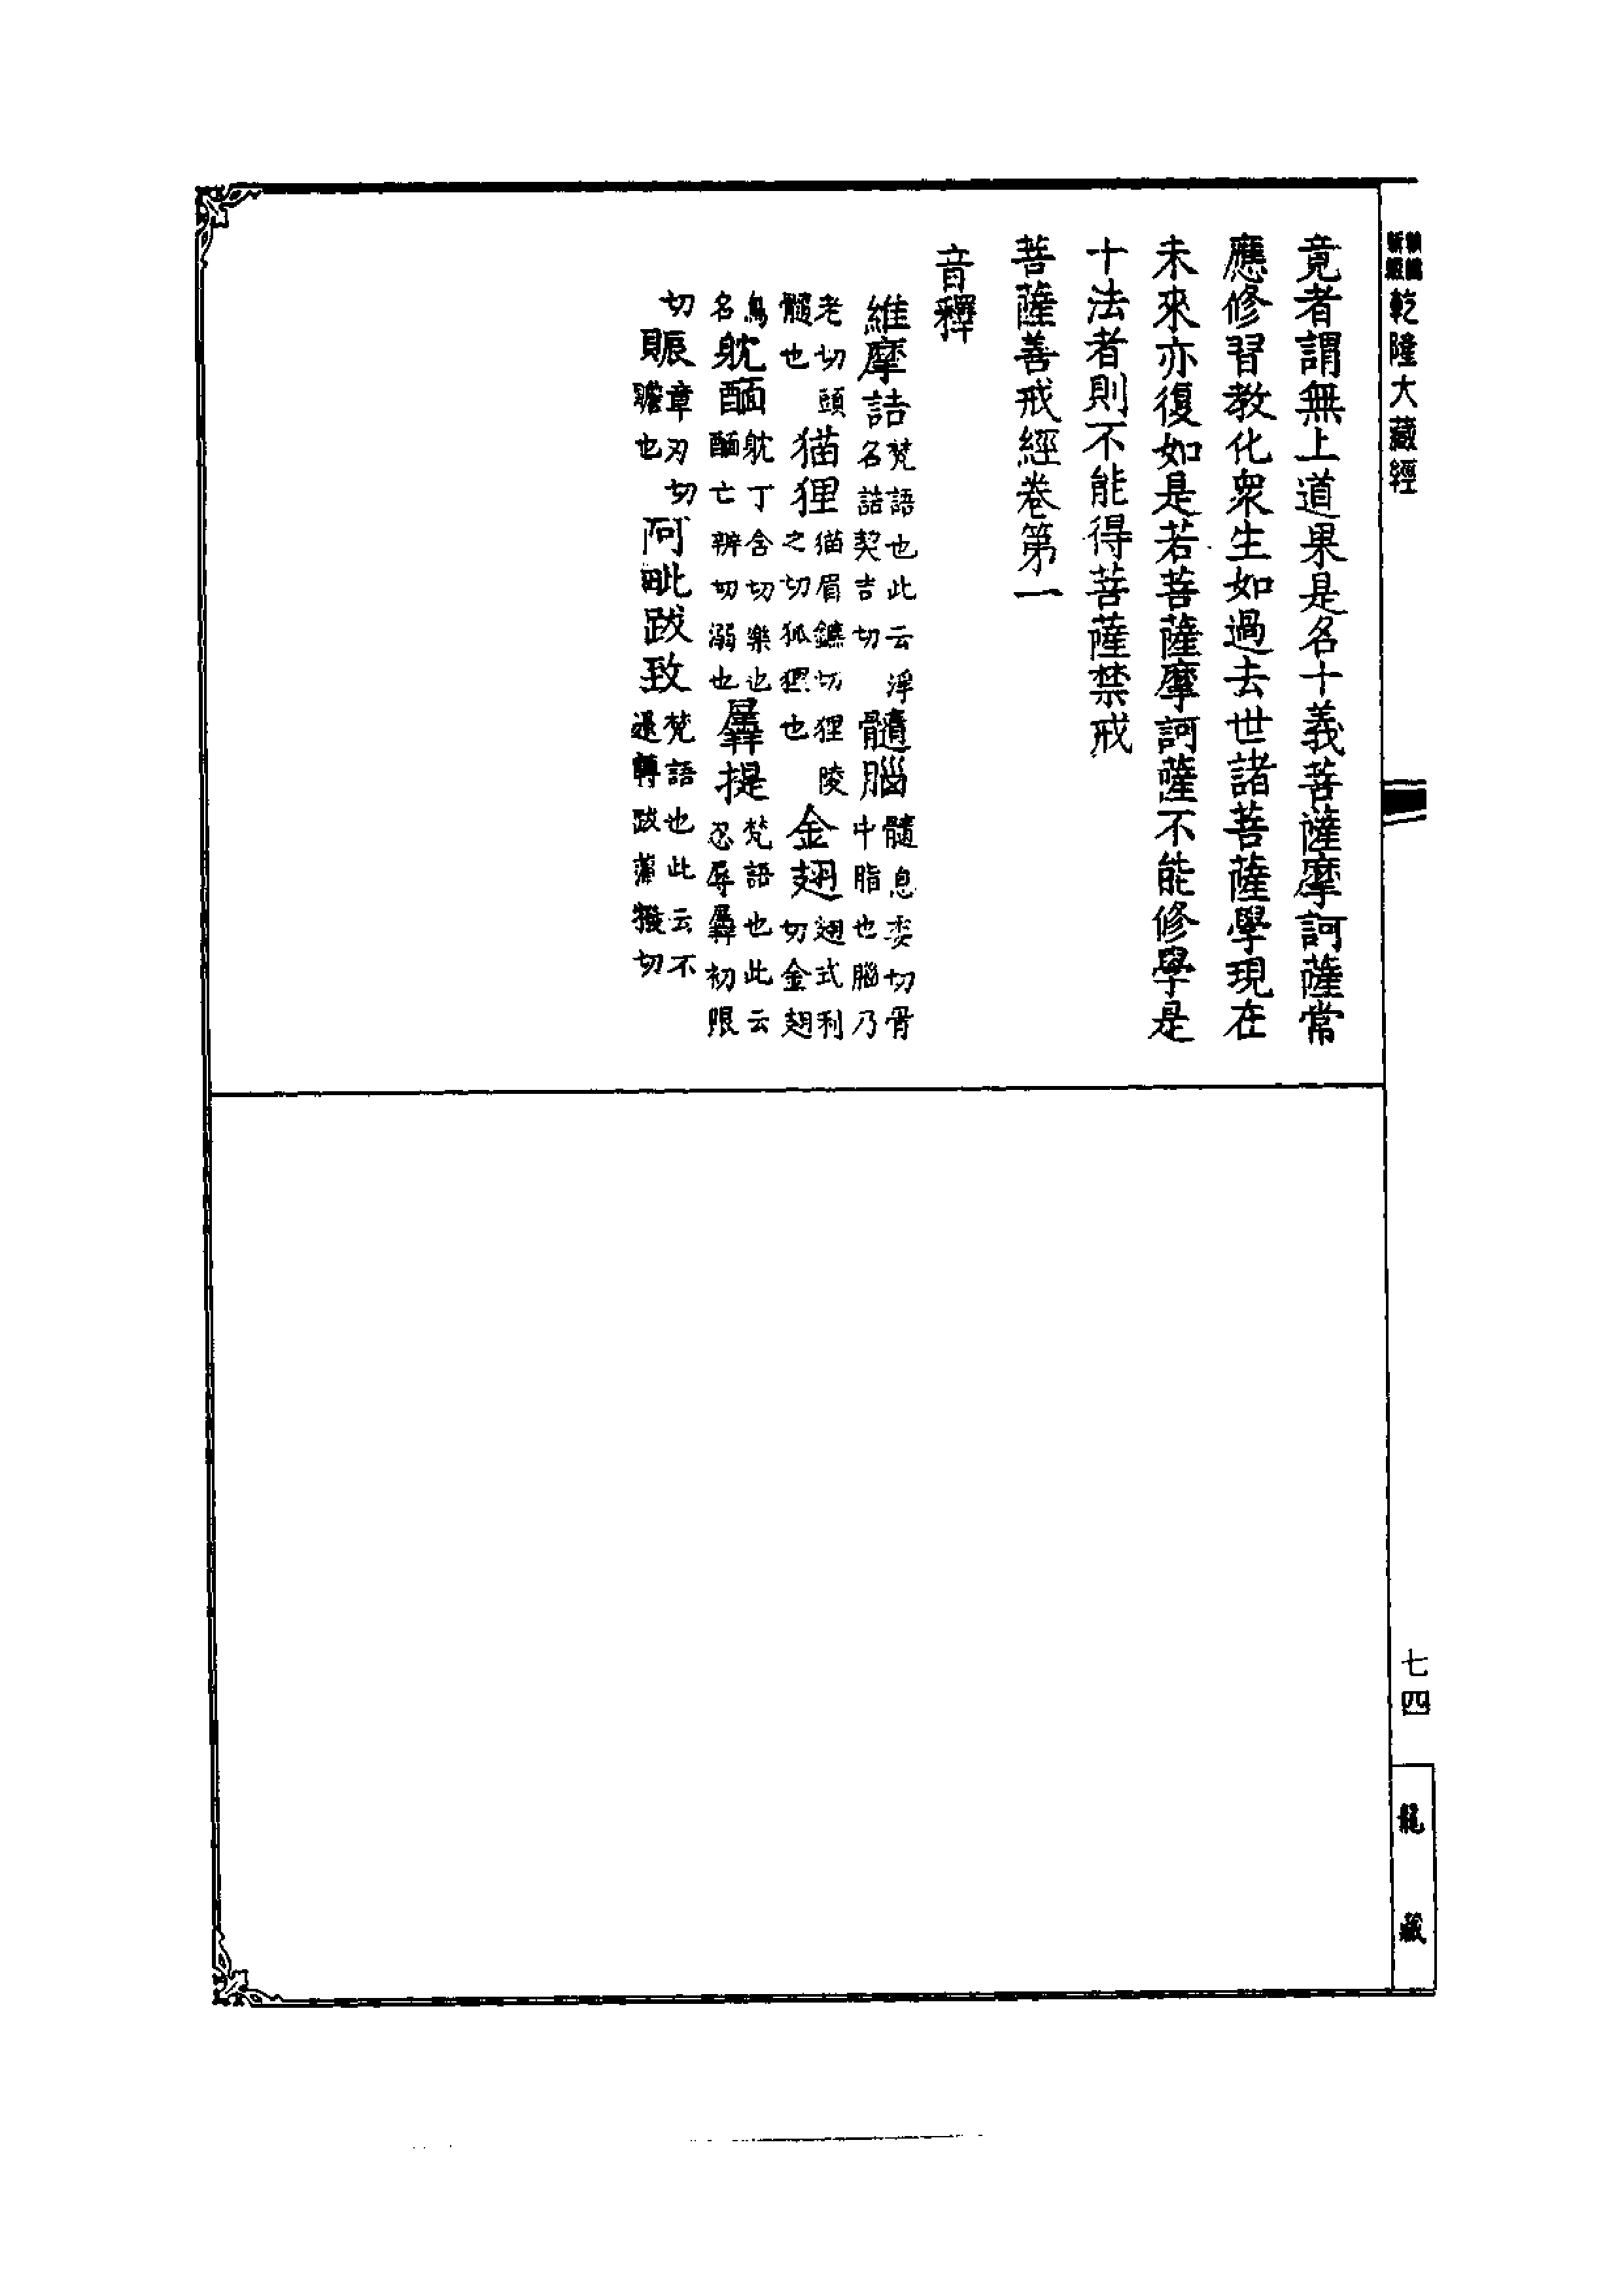 乾隆大藏經
竟者謂無上道果是名十義菩薩摩訶薩常
應修習教化衆生如過去世諸菩薩學現在
未來亦復如是若菩薩摩訶薩不能修學是
十法者則不能得菩薩禁戒
菩薩善戒經卷第一
音釋
維摩詰梵語也此云浮名詰契吉切 髓腦髓息委切骨中脂也腦乃
老切頭髓也 猫狸猫眉鑣切狸陵之切狐狸也 金翅翅式利切金翅
鳥名 躭湎躭丁含切樂也湎亡辨切溺也 羼提梵語也此云忍辱羼初限
切 賑章刃切贍也 阿毗跋致梵語也此云不退轉跋蒲撥切
七四
龍藏